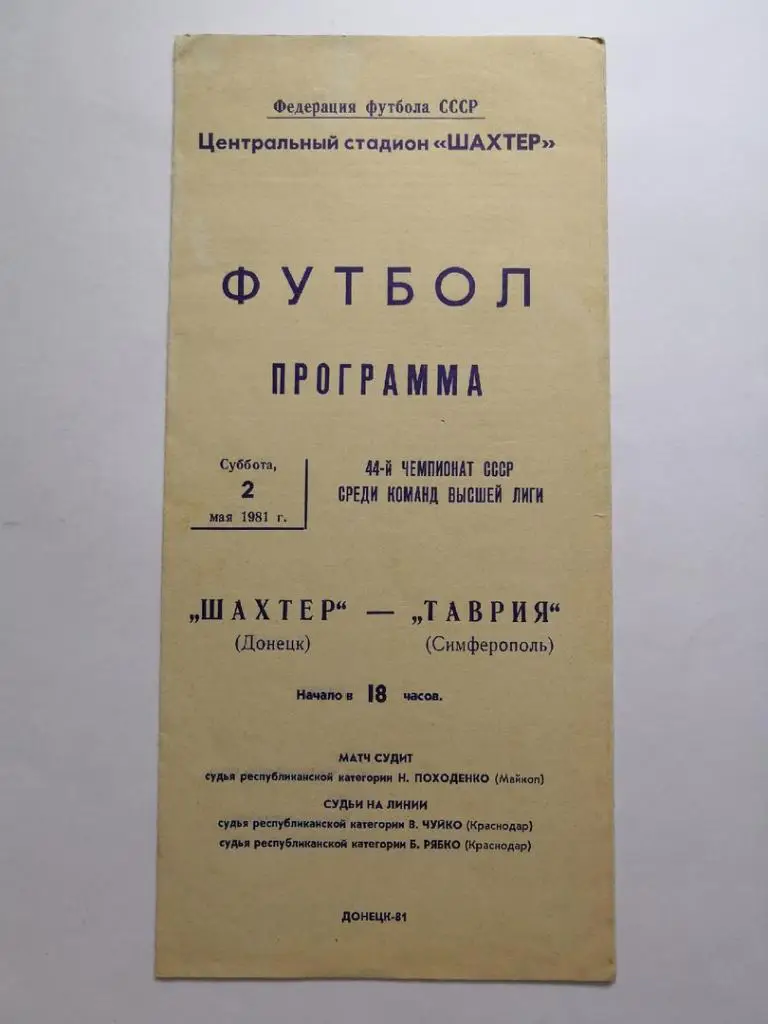 Федерация футбола СССР
Центральный стадион «ШАХТЕР»
ФУТБОЛ
ПРОГРАММА
Суббота,
2
мая 1981 г.
44-й ЧЕМПИОНАТ СССР
СРЕДИ КОМАНД ВЫСШЕЙ ЛИГИ
„ШАХТЕР“ — „ТАВРИЯ“
(Донецк) (Симферополь)
Начало в 18 часов.
МАТЧ СУДИТ
судья республиканской категории Н. ПОХОДЕНКО (Майкоп)
СУДЬИ НА ЛИНИИ
судья республиканской категории В. ЧУЙКО (Краснодар)
судья республиканской категории Б. РЯБКО (Краснодар)
ДОНЕЦК-81